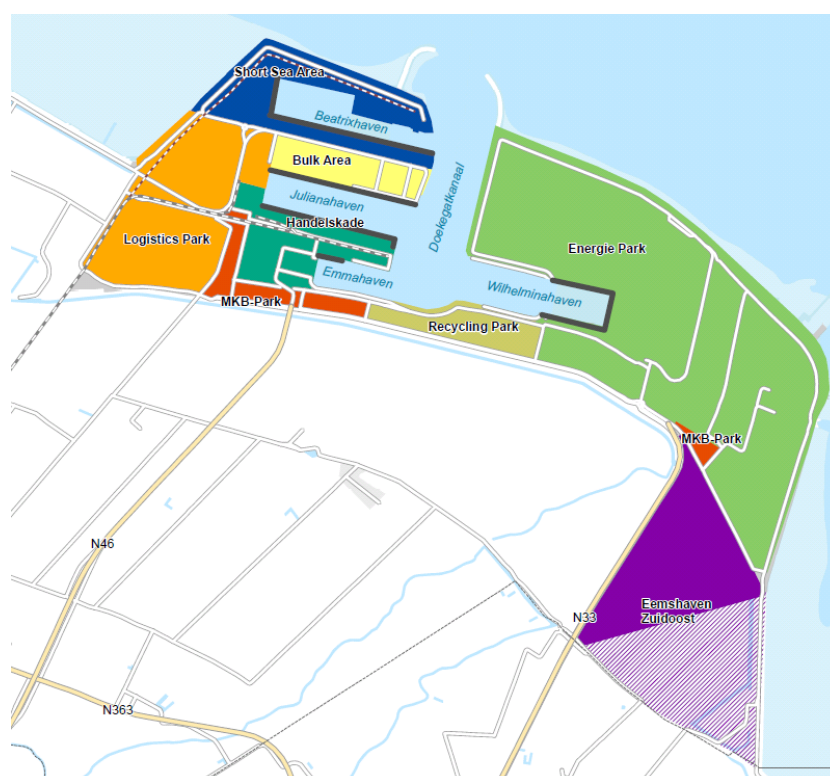 Short Sea Area
Beatrixhaven
Bulk Area
Julianahaven
Doekegatkanaal
Handelskade
Logistics Park
Energie Park
Emmahaven
Wilhelminahaven
MKB-Park
Recycling Park
MKB-Park
N46
Eemshaven
Zuidoost
N33
N363